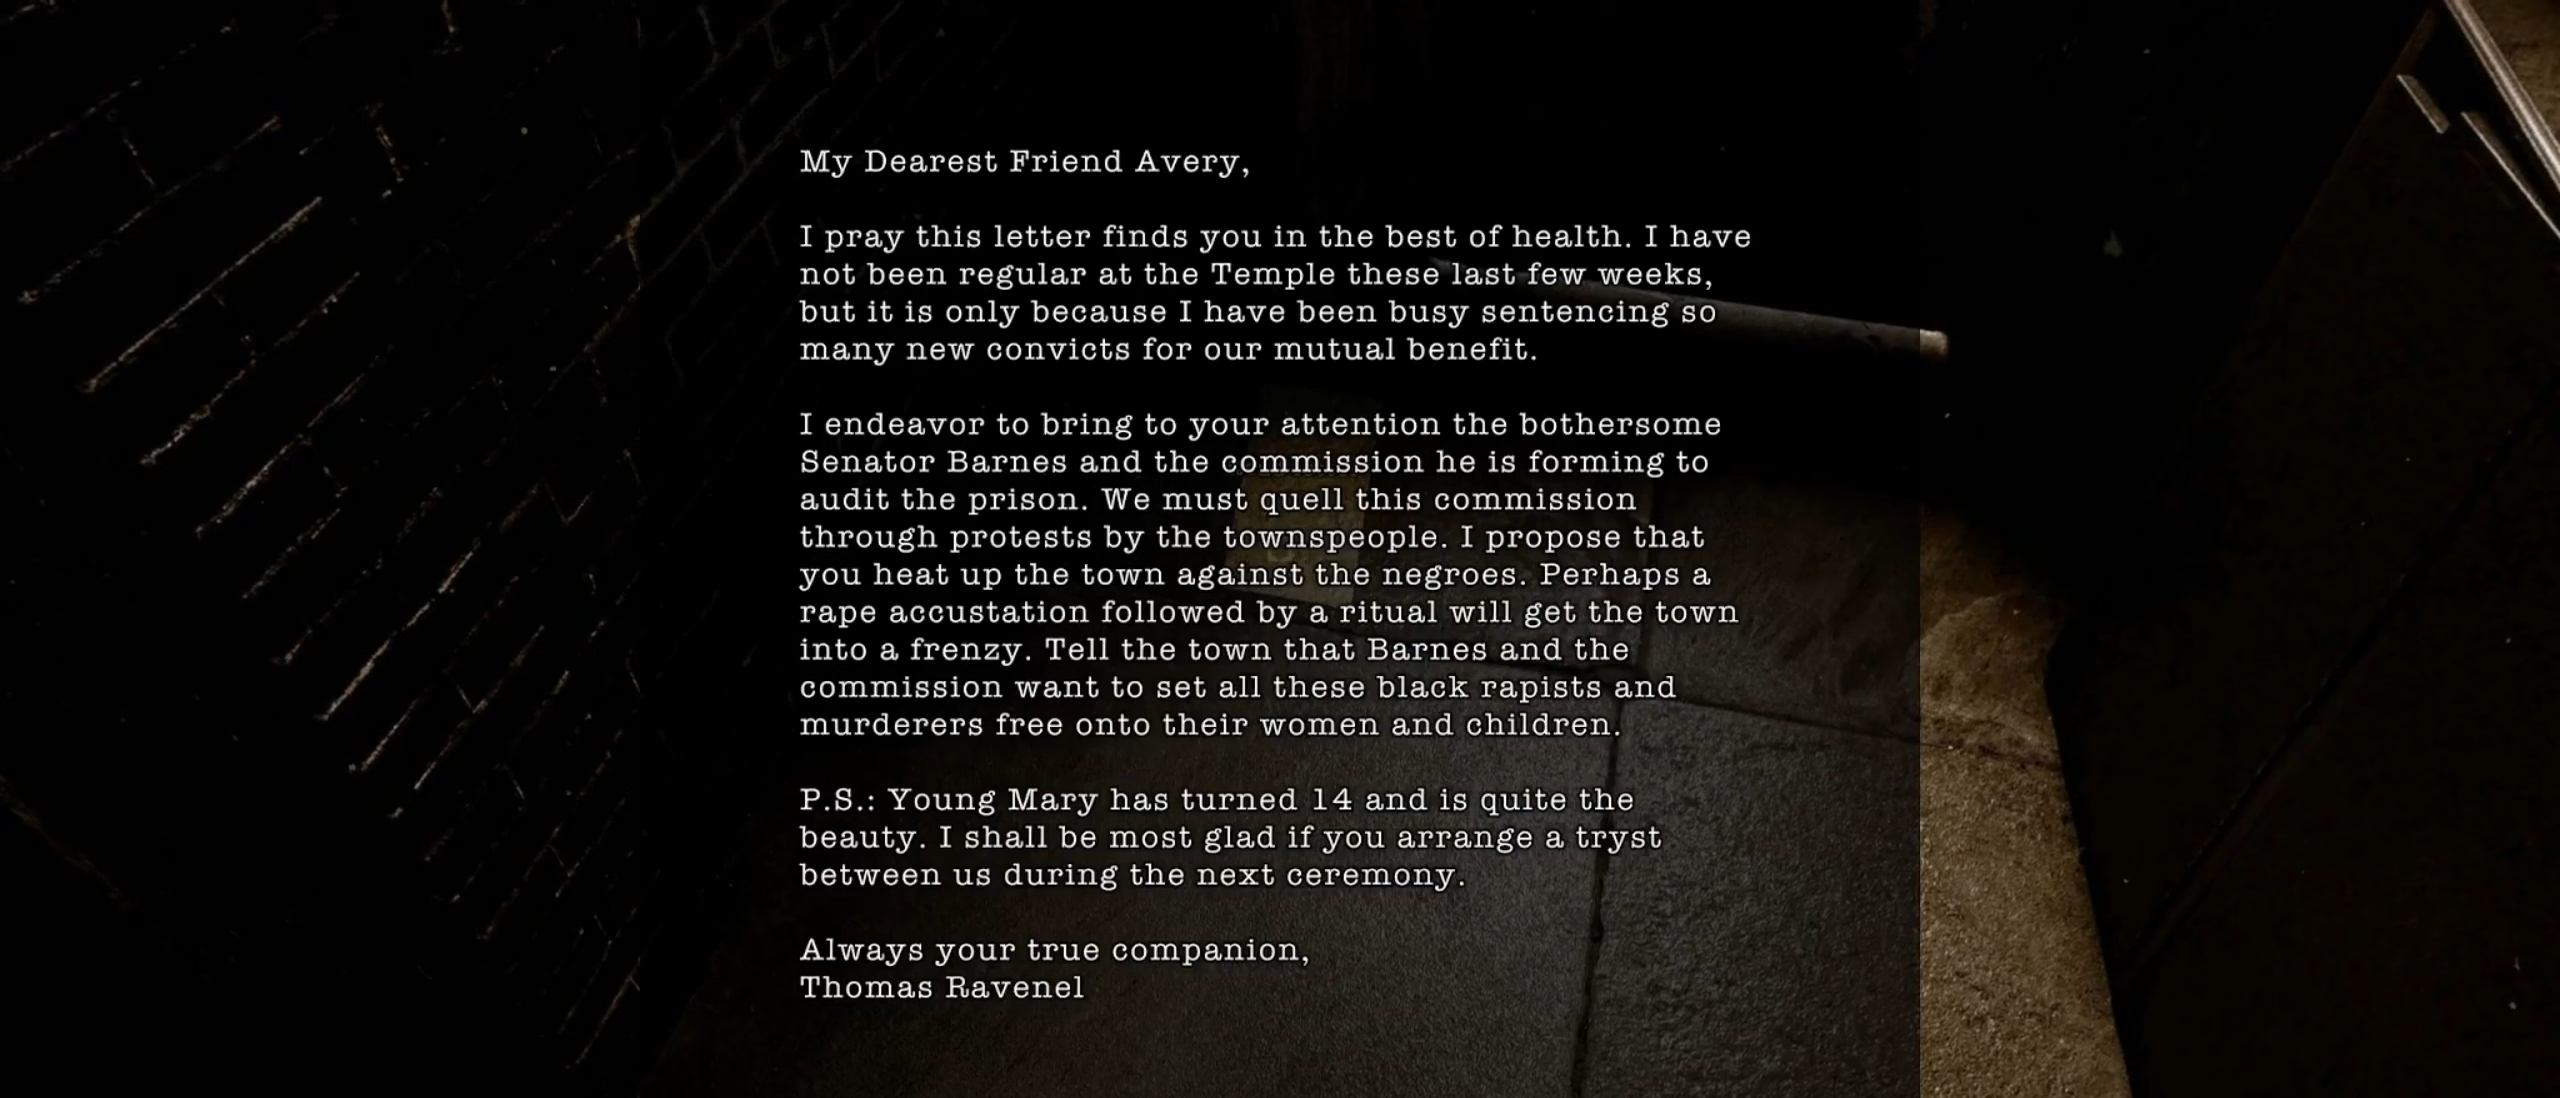 My Dearest Friend Avery,
I pray this letter finds you in the best of health. I have
not been regular at the Temple these last few weeks,
but it is only because I have been busy sentencing so
many new convicts for our mutual benefit.
I endeavor to bring to your attention the bothersome
Senator Barnes and the commission he is forming to
audit the prison. We must quell this commission
through protests by the townspeople. I propose that
you heat up the town against the negroes. Perhaps a
rape accustation followed by a ritual will get the town
into a frenzy. Tell the town that Barnes and the
commission want to set all these black rapists and
murderers free onto their women and children.
P.S.: Young Mary has turned 14 and is quite the
beauty. I shall be most glad if you arrange a tryst
between us during the next ceremony.
Always your true companion,
Thomas Ravenel